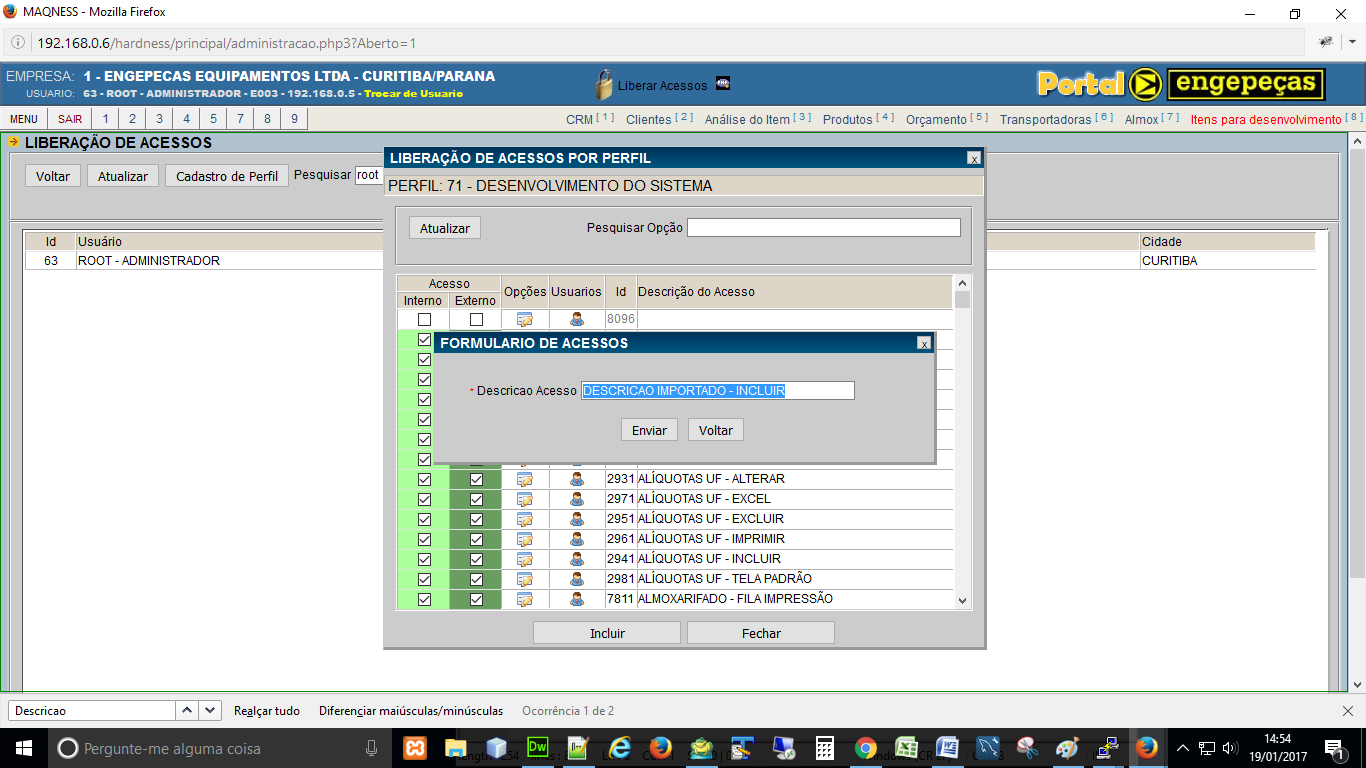 MAQNESS - Mozilla Firefox
192.168.0.6/hardness/principal/administracao.php3?Aberto=1
EMPRESA: 1 - ENGEPEÇAS EQUIPAMENTOS LTDA - CURITIBA/PARANA
USUARIO: 63 - ROOT - ADMINISTRADOR - E003 - 192.168.0.5 - Trocar de Usuario
Liberar Acessos
Portal engepeças
MENU SAIR 1 2 3 4 5 7 8 9
CRM [ 1 ] Clientes [ 2 ] Análise do Item [ 3 ] Produtos [ 4 ] Orçamento [ 5 ] Transportadoras [ 6 ] Almox [ 7 ] Itens para desenvolvimento [ 8 ]
LIBERAÇÃO DE ACESSOS
Voltar Atualizar Cadastro de Perfil Pesquisar root
Id Usuário Cidade
63 ROOT - ADMINISTRADOR CURITIBA
LIBERAÇÃO DE ACESSOS POR PERFIL x
PERFIL: 71 - DESENVOLVIMENTO DO SISTEMA
Atualizar Pesquisar Opção
Acesso
Interno Externo Opções Usuarios Id Descrição do Acesso
8096
FORMULARIO DE ACESSOS x
* Descricao Acesso DESCRICAO IMPORTADO - INCLUIR
Enviar Voltar
2931 ALÍQUOTAS UF - ALTERAR
2971 ALÍQUOTAS UF - EXCEL
2951 ALÍQUOTAS UF - EXCLUIR
2961 ALÍQUOTAS UF - IMPRIMIR
2941 ALÍQUOTAS UF - INCLUIR
2981 ALÍQUOTAS UF - TELA PADRÃO
7811 ALMOXARIFADO - FILA IMPRESSÃO
Incluir Fechar
Descricao Realçar tudo Diferenciar maiúsculas/minúsculas Ocorrência 1 de 2
Pergunte-me alguma coisa
Dw
14:54
19/01/2017
1